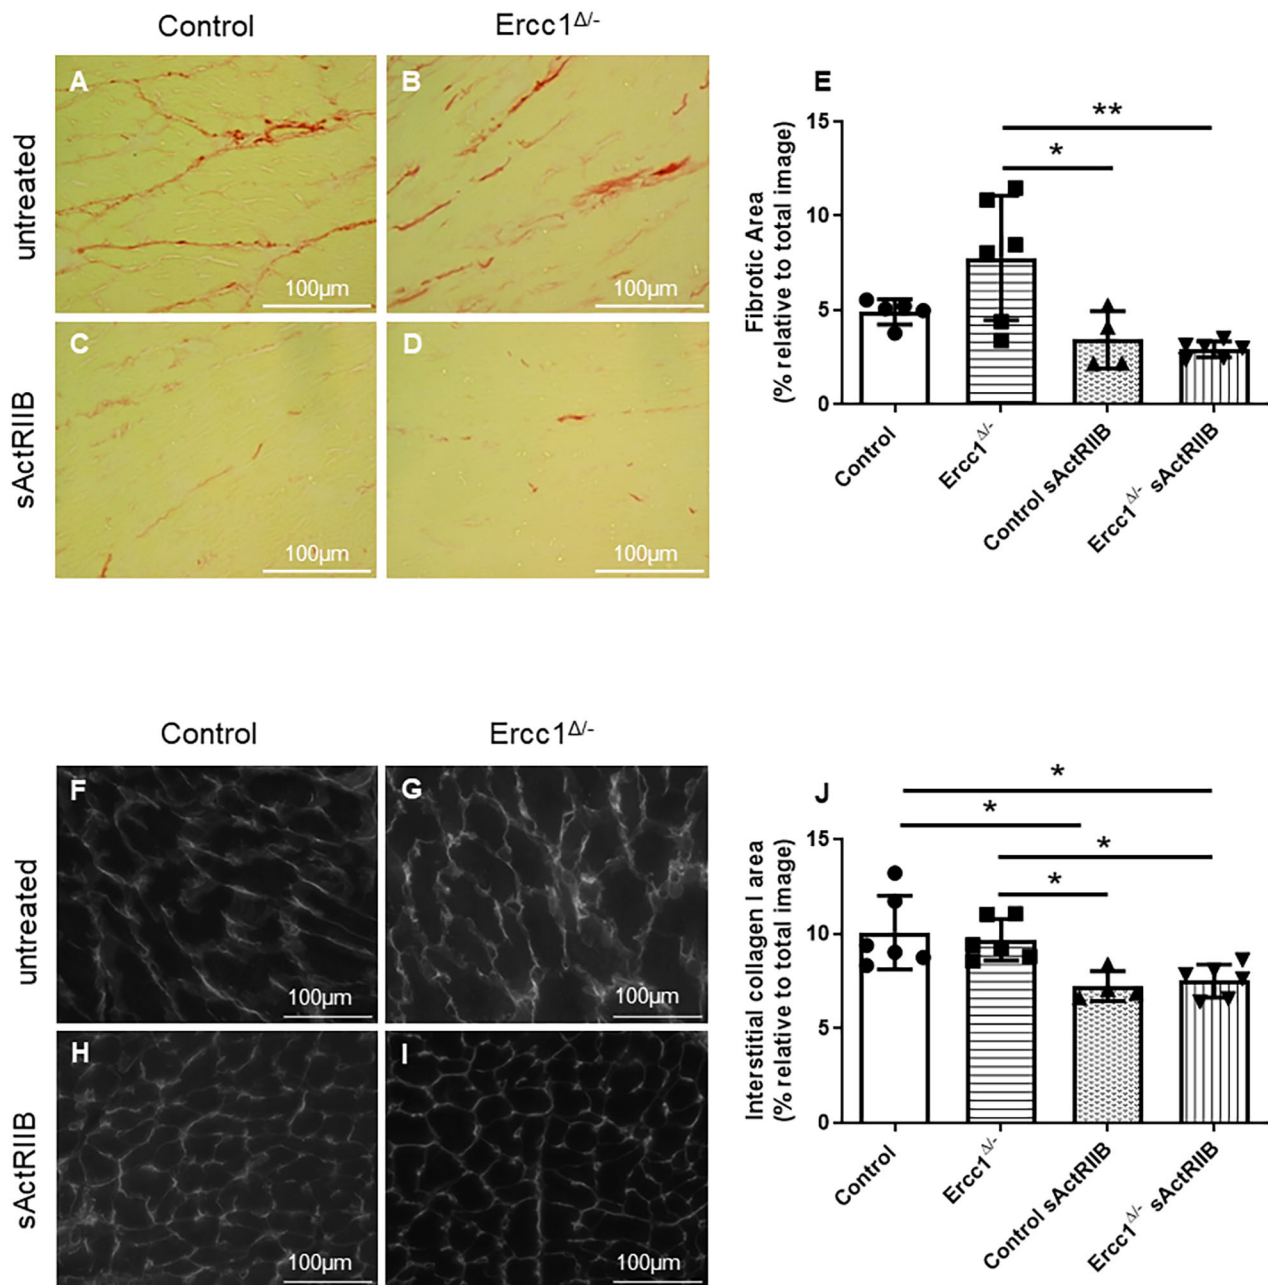 Control
Ercc1Δ/-
untreated
sActRIIB
A
B
100μm
100μm
C
D
100μm
100μm
E
Fibrotic Area
(% relative to total image)
15
10
5
0
**
*
Control
Ercc1Δ/-
Control sActRIIB
Ercc1Δ/- sActRIIB
Control
Ercc1Δ/-
untreated
sActRIIB
F
G
100μm
100μm
H
I
100μm
100μm
J
Interstitial collagen I area
(% relative to total image)
15
10
5
0
*
*
*
*
Control
Ercc1Δ/-
Control sActRIIB
Ercc1Δ/- sActRIIB